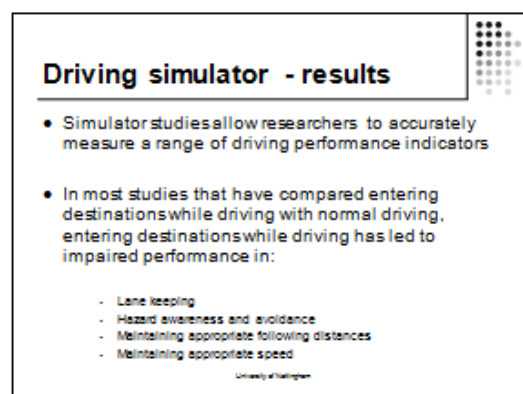 Driving simulator - results
• Simulator studies allow researchers to accurately
measure a range of driving performance indicators
• In most studies that have compared entering
destinations while driving with normal driving,
entering destinations while driving has led to
impaired performance in:
- Lane keeping
- Hazard awareness and avoidance
- Maintaining appropriate following distances
- Maintaining appropriate speed
University of Nottingham